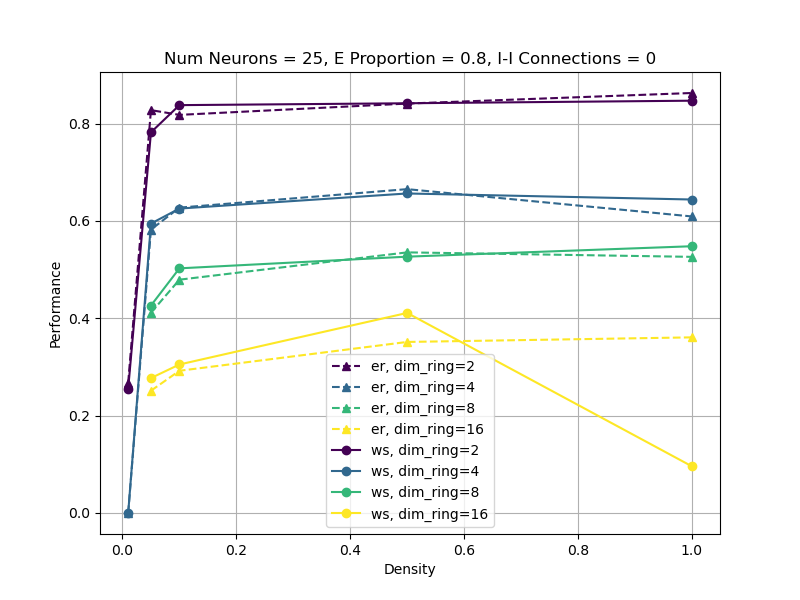 Num Neurons = 25, E Proportion = 0.8, I-I Connections = 0
Performance
0.8
0.6
0.4
0.2
0.0
er, dim_ring=2
er, dim_ring=4
er, dim_ring=8
er, dim_ring=16
ws, dim_ring=2
ws, dim_ring=4
ws, dim_ring=8
ws, dim_ring=16
0.0 0.2 0.4 0.6 0.8 1.0
Density